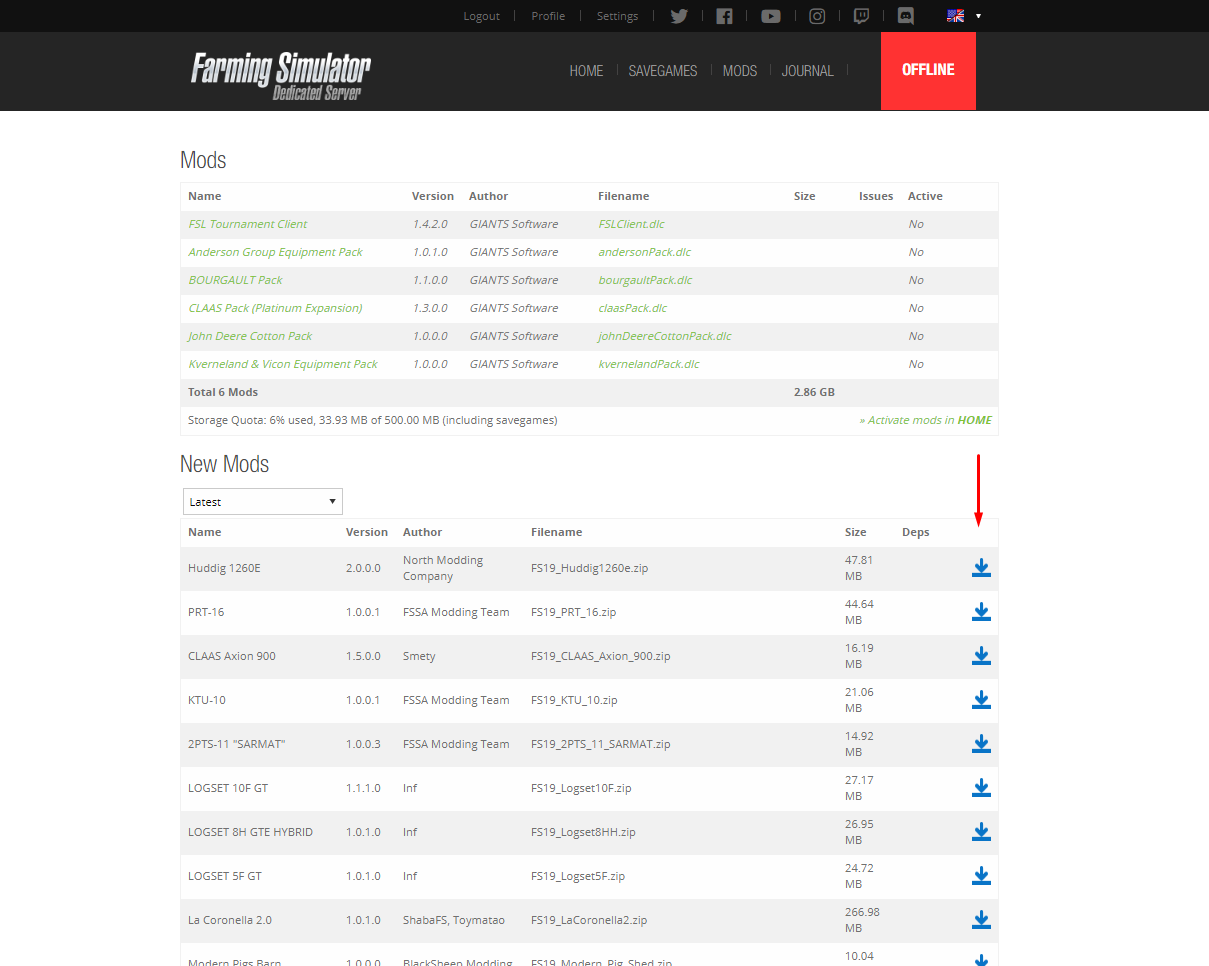 Logout Profile Settings
Farming Simulator
Dedicated Server
HOME SAVEGAMES MODS JOURNAL OFFLINE
Mods
Name Version Author Filename Size Issues Active
FSL Tournament Client 1.4.2.0 GIANTS Software FSLClient.dlc No
Anderson Group Equipment Pack 1.0.1.0 GIANTS Software andersonPack.dlc No
BOURGAULT Pack 1.1.0.0 GIANTS Software bourgaultPack.dlc No
CLAAS Pack (Platinum Expansion) 1.3.0.0 GIANTS Software claasPack.dlc No
John Deere Cotton Pack 1.0.0.0 GIANTS Software johnDeereCottonPack.dlc No
Kverneland & Vicon Equipment Pack 1.0.0.0 GIANTS Software kvernelandPack.dlc No
Total 6 Mods 2.86 GB
Storage Quota: 6% used, 33.93 MB of 500.00 MB (including savegames) » Activate mods in HOME
New Mods
Latest
Name Version Author Filename Size Deps
Huddig 1260E 2.0.0.0 North Modding Company FS19_Huddig1260e.zip 47.81 MB
PRT-16 1.0.0.1 FSSA Modding Team FS19_PRT_16.zip 44.64 MB
CLAAS Axion 900 1.5.0.0 Smety FS19_CLAAS_Axion_900.zip 16.19 MB
KTU-10 1.0.0.1 FSSA Modding Team FS19_KTU_10.zip 21.06 MB
2PTS-11 "SARMAT" 1.0.0.3 FSSA Modding Team FS19_2PTS_11_SARMAT.zip 14.92 MB
LOGSET 10F GT 1.1.1.0 Inf FS19_Logset10F.zip 27.17 MB
LOGSET 8H GTE HYBRID 1.0.1.0 Inf FS19_Logset8HH.zip 26.95 MB
LOGSET 5F GT 1.0.1.0 Inf FS19_Logset5F.zip 24.72 MB
La Coronella 2.0 1.0.1.0 ShabaFS, Toymatao FS19_LaCoronella2.zip 266.98 MB
Modern Pigs Barn 1.0.0.0 BlackSheep Modding FS19_Modern_Pig_Shed.zip 10.04